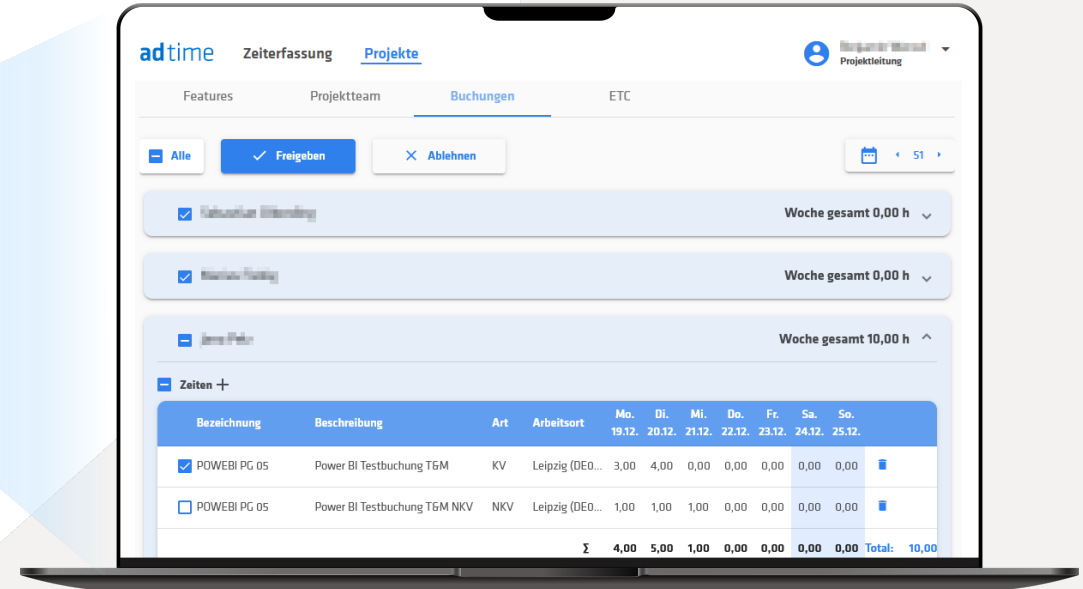 adtime Zeiterfassung Projekte
Projektleitung
Features Projektteam Buchungen ETC
Alle Freigeben Ablehnen 51
Woche gesamt 0,00 h
Woche gesamt 0,00 h
Woche gesamt 10,00 h
Zeiten
Bezeichnung Beschreibung Art Arbeitsort Mo. Di. Mi. Do. Fr. Sa. So.
19.12. 20.12. 21.12. 22.12. 23.12. 24.12. 25.12.
POWEBI PG 05 Power BI Testbuchung T&M KV Leipzig (DE0... 3,00 4,00 0,00 0,00 0,00 0,00 0,00
POWEBI PG 05 Power BI Testbuchung T&M NKV NKV Leipzig (DE0... 1,00 1,00 1,00 0,00 0,00 0,00 0,00
Σ 4,00 5,00 1,00 0,00 0,00 0,00 0,00 Total: 10,00